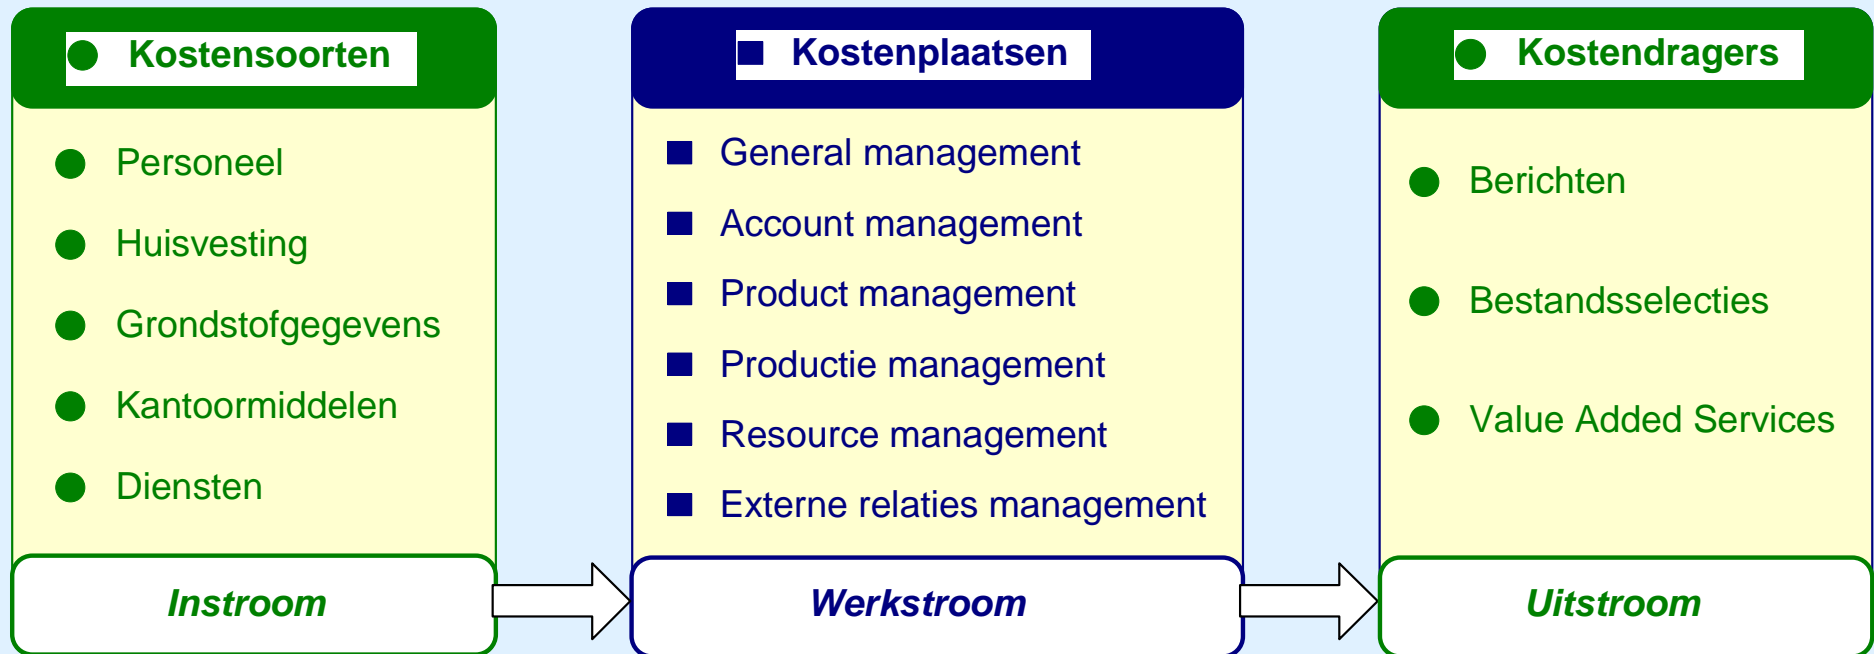 Kostensoorten
Personeel
Huisvesting
Grondstofgegevens
Kantoormiddelen
Diensten
Instroom
Kostenplaatsen
General management
Account management
Product management
Productie management
Resource management
Externe relaties management
Werkstroom
Kostendragers
Berichten
Bestandsselecties
Value Added Services
Uitstroom